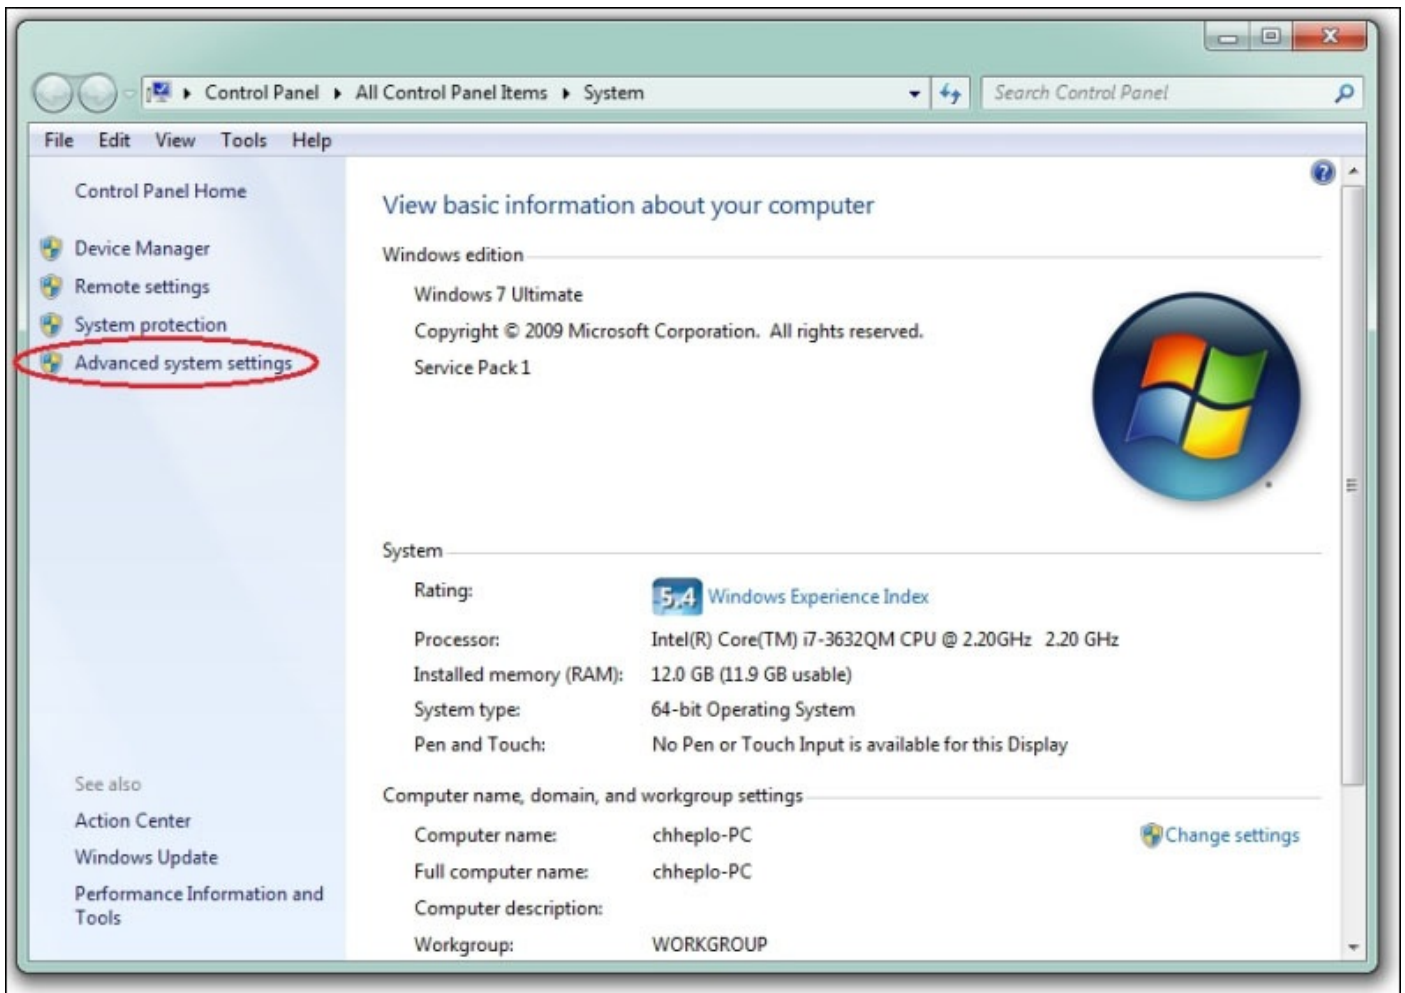 Control Panel All Control Panel Items System Search Control Panel
File Edit View Tools Help
Control Panel Home
Device Manager
Remote settings
System protection
Advanced system settings
See also
Action Center
Windows Update
Performance Information and
Tools
View basic information about your computer
Windows edition
Windows 7 Ultimate
Copyright © 2009 Microsoft Corporation. All rights reserved.
Service Pack 1
System
Rating: 5,4 Windows Experience Index
Processor: Intel(R) Core(TM) i7-3632QM CPU @ 2.20GHz 2.20 GHz
Installed memory (RAM): 12.0 GB (11.9 GB usable)
System type: 64-bit Operating System
Pen and Touch: No Pen or Touch Input is available for this Display
Computer name, domain, and workgroup settings
Computer name: chheplo-PC Change settings
Full computer name: chheplo-PC
Computer description:
Workgroup: WORKGROUP